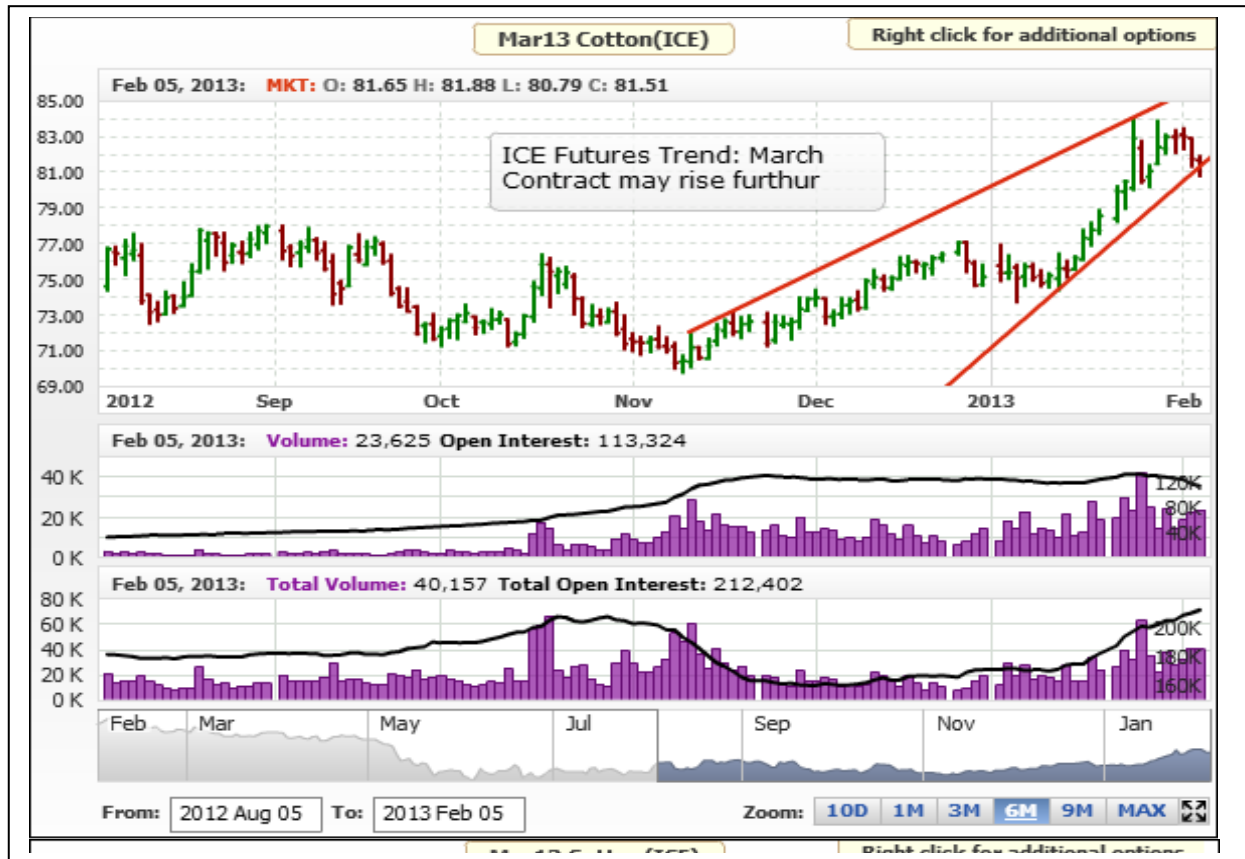 Mar13 Cotton(ICE)
Right click for additional options
Feb 05, 2013: MKT: O: 81.65 H: 81.88 L: 80.79 C: 81.51
85.00
83.00
81.00
79.00
77.00
75.00
73.00
71.00
69.00
ICE Futures Trend: March
Contract may rise furthur
2012 Sep Oct Nov Dec 2013 Feb
Feb 05, 2013: Volume: 23,625 Open Interest: 113,324
40 K
20 K
0 K
120K
80K
40K
Feb 05, 2013: Total Volume: 40,157 Total Open Interest: 212,402
80 K
60 K
40 K
20 K
0 K
200K
180K
160K
Feb Mar May Jul Sep Nov Jan
From: 2012 Aug 05 To: 2013 Feb 05 Zoom: 10D 1M 3M 6M 9M MAX
Right click for additional options